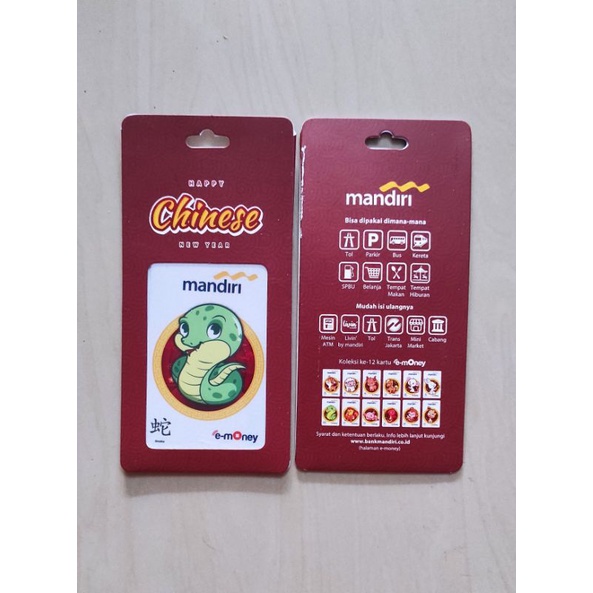 HAPPY
Chinese
NEW YEAR
mandiri
蛇
e-money
mandiri
Bisa dipakai dimana-mana
Tol Parkir Bus Kereta
SPBU Belanja Tempat Makan Tempat Hiburan
Mudah isi ulangnya
Mesin ATM Livin' by mandiri Tol Trans Jakarta Mini Market Cabang
Koleksi ke-12 kartu e-money
Syarat dan ketentuan berlaku. Info lebih lanjut kunjungi
www.bankmandiri.co.id
(halaman e-money)